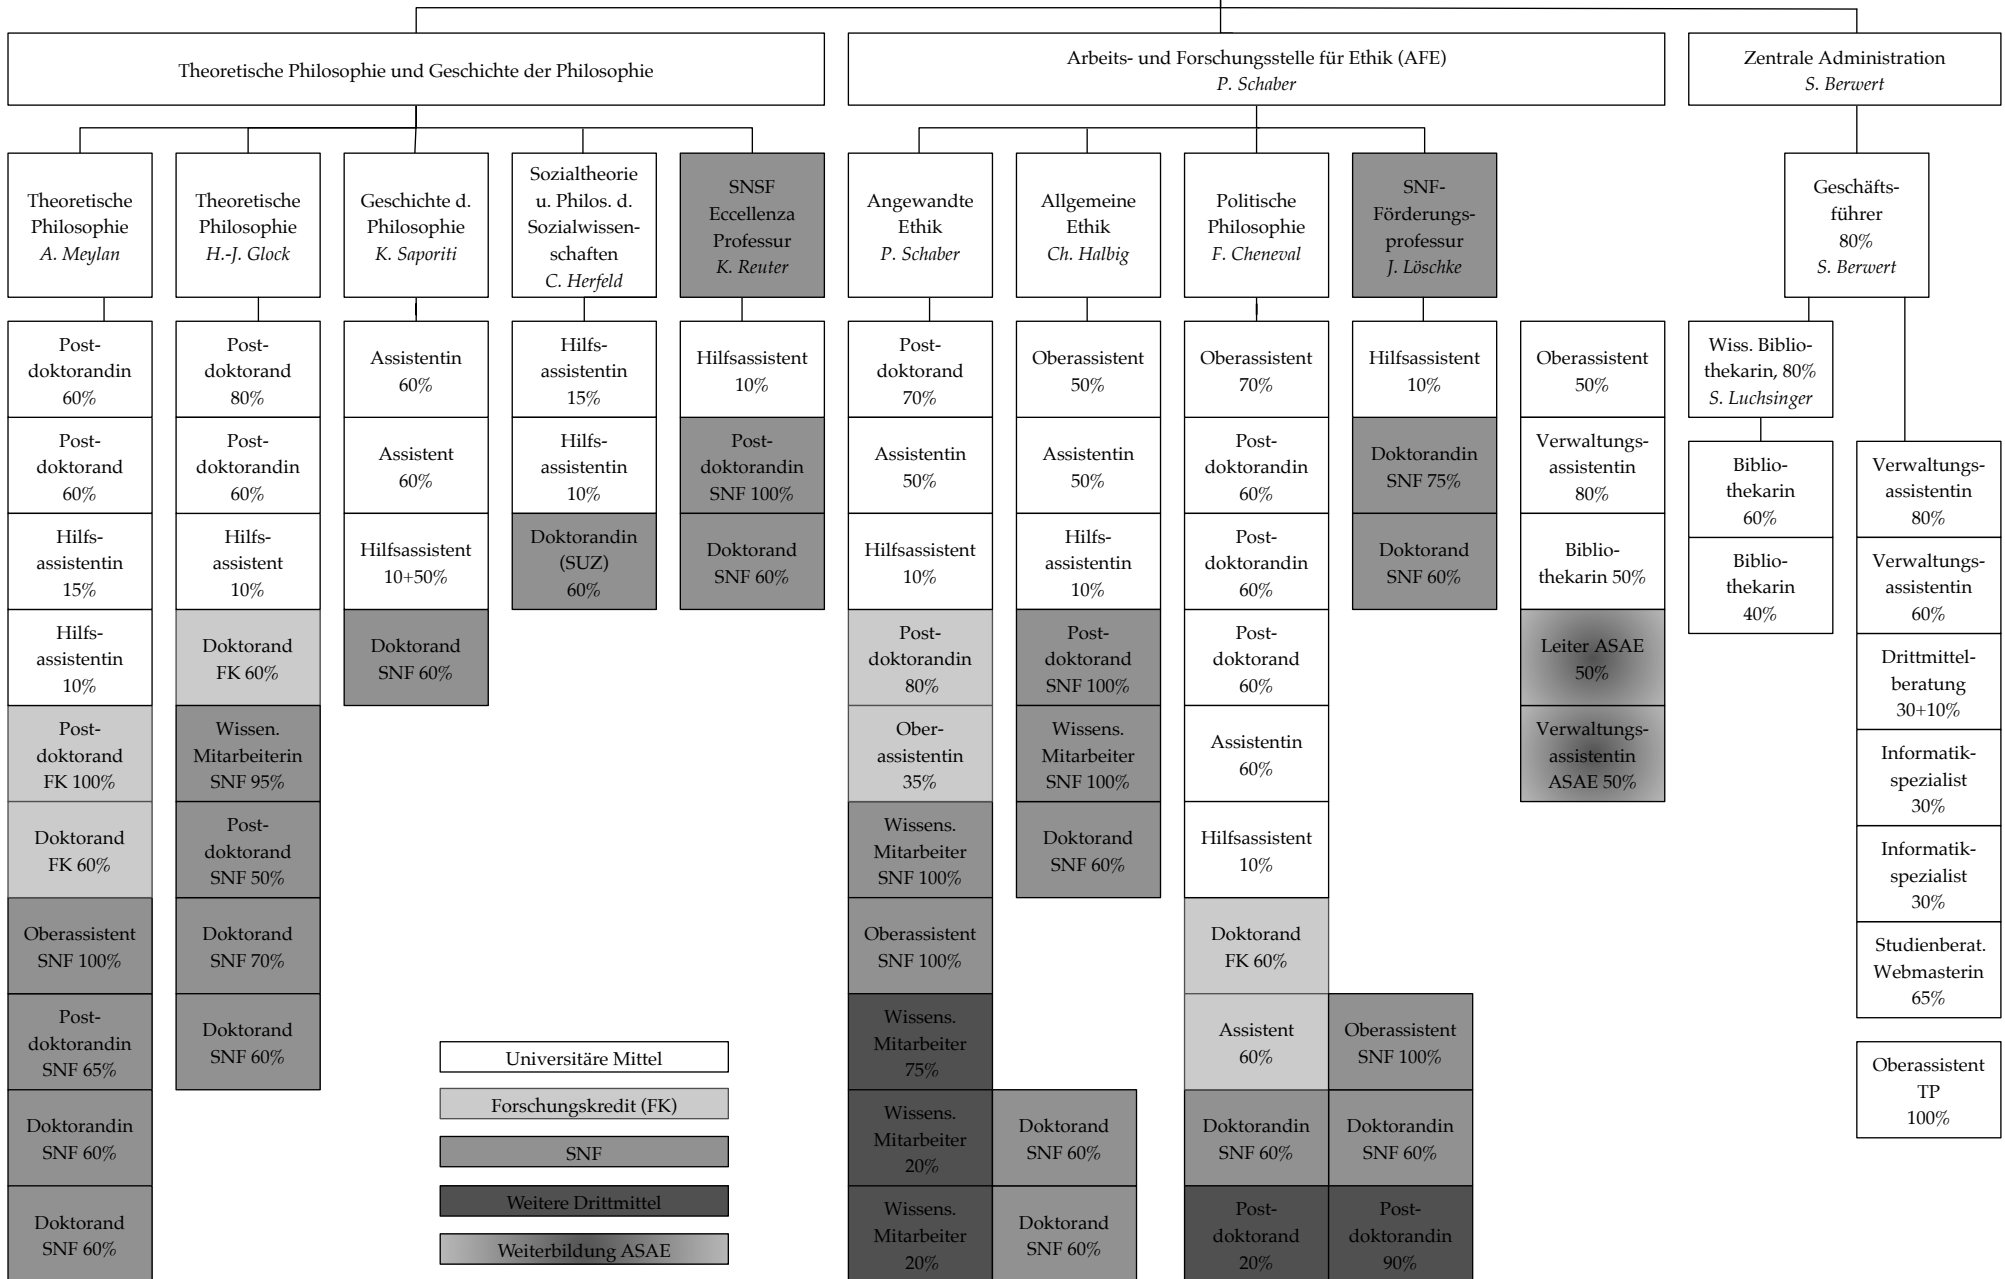 Theoretische Philosophie und Geschichte der Philosophie
Arbeits- und Forschungsstelle für Ethik (AFE)
P. Schaber
Zentrale Administration
S. Berwert
Theoretische
Philosophie
A. Meylan
Theoretische
Philosophie
H.-J. Glock
Geschichte d.
Philosophie
K. Saporiti
Sozialtheorie
u. Philos. d.
Sozialwissen-
schaften
C. Herfeld
SNSF
Eccellenza
Professur
K. Reuter
Angewandte
Ethik
P. Schaber
Allgemeine
Ethik
Ch. Halbig
Politische
Philosophie
F. Cheneval
SNF-
Förderungs-
professur
J. Löschke
Geschäfts-
führer
80%
S. Berwert
Post-
doktorandin
60%
Post-
doktorand
60%
Hilfs-
assistentin
15%
Hilfs-
assistentin
10%
Post-
doktorand
FK 100%
Doktorand
FK 60%
Oberassistent
SNF 100%
Post-
doktorandin
SNF 65%
Doktorandin
SNF 60%
Doktorand
SNF 60%
Post-
doktorand
80%
Post-
doktorandin
60%
Hilfs-
assistent
10%
Doktorand
FK 60%
Wissen.
Mitarbeiterin
SNF 95%
Post-
doktorand
SNF 50%
Doktorand
SNF 70%
Doktorand
SNF 60%
Assistentin
60%
Assistent
60%
Hilfsassistent
10+50%
Doktorand
SNF 60%
Hilfs-
assistentin
15%
Hilfs-
assistentin
10%
Doktorandin
(SUZ)
60%
Hilfsassistent
10%
Post-
doktorandin
SNF 100%
Doktorand
SNF 60%
Universitäre Mittel
Forschungskredit (FK)
SNF
Weitere Drittmittel
Weiterbildung ASAE
Post-
doktorand
70%
Assistentin
50%
Hilfsassistent
10%
Post-
doktorandin
80%
Ober-
assistentin
35%
Wissens.
Mitarbeiter
SNF 100%
Oberassistent
SNF 100%
Wissens.
Mitarbeiter
75%
Wissens.
Mitarbeiter
20%
Wissens.
Mitarbeiter
20%
Doktorand
SNF 60%
Doktorand
SNF 60%
Oberassistent
50%
Assistentin
50%
Hilfs-
assistentin
10%
Post-
doktorand
SNF 100%
Wissens.
Mitarbeiter
SNF 100%
Doktorand
SNF 60%
Oberassistent
70%
Post-
doktorandin
60%
Post-
doktorandin
60%
Post-
doktorand
60%
Assistentin
60%
Hilfsassistent
10%
Doktorand
FK 60%
Assistent
60%
Doktorandin
SNF 60%
Post-
doktorand
20%
Oberassistent
SNF 100%
Doktorandin
SNF 60%
Post-
doktorandin
90%
Hilfsassistent
10%
Doktorandin
SNF 75%
Doktorand
SNF 60%
Oberassistent
50%
Verwaltungs-
assistentin
80%
Biblio-
thekarin 50%
Leiter ASAE
50%
Verwaltungs-
assistentin
ASAE 50%
Wiss. Biblio-
thekarin, 80%
S. Luchsinger
Biblio-
thekarin
60%
Biblio-
thekarin
40%
Verwaltungs-
assistentin
80%
Verwaltungs-
assistentin
60%
Drittmittel-
beratung
30+10%
Informatik-
spezialist
30%
Informatik-
spezialist
30%
Studienberat.
Webmasterin
65%
Oberassistent
TP
100%